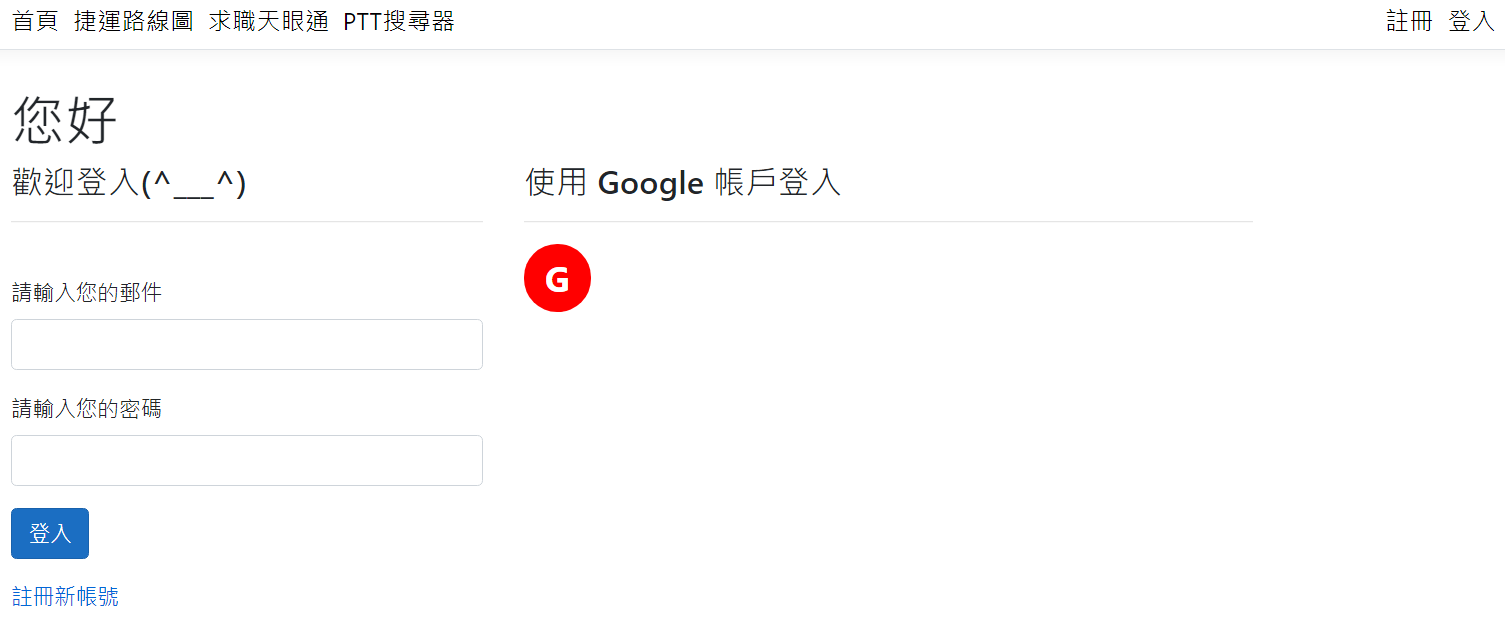 首頁 捷運路線圖 求職天眼通 PTT搜尋器 註冊 登入
您好
歡迎登入(^___^)
請輸入您的郵件
請輸入您的密碼
登入
註冊新帳號
使用 Google 帳戶登入
G